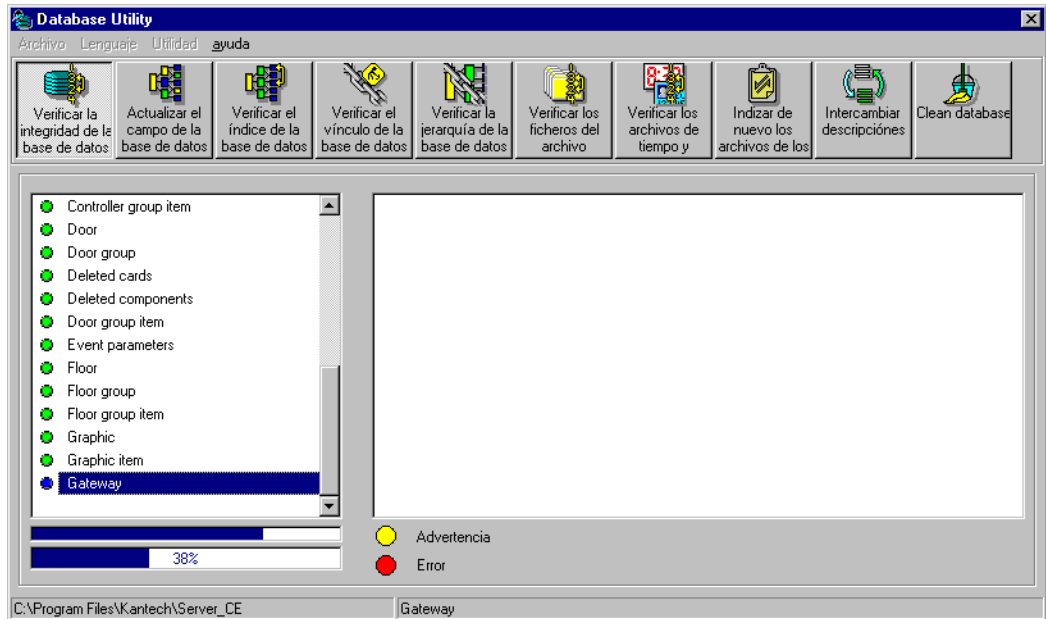 Database Utility
Archivo Lenguaje Utilidad ayuda
Verificar la integridad de la base de datos
Actualizar el campo de la base de datos
Verificar el índice de la base de datos
Verificar el vínculo de la base de datos
Verificar la jerarquía de la base de datos
Verificar los ficheros del archivo
Verificar los archivos de tiempo y
Indizar de nuevo los archivos de los
Intercambiar descripciónes
Clean database
Controller group item
Door
Door group
Deleted cards
Deleted components
Door group item
Event parameters
Floor
Floor group
Floor group item
Graphic
Graphic item
Gateway
38%
Advertencia
Error
C:\Program Files\Kantech\Server_CE
Gateway